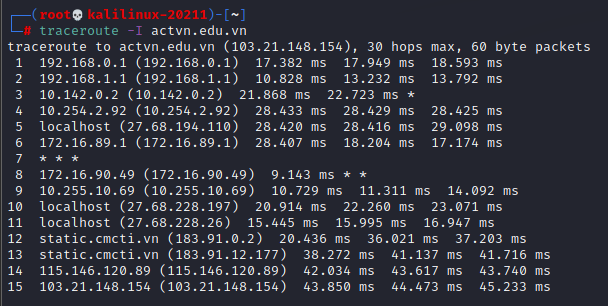 ┌──(root💀kalilinux-20211)-[~]
└─# traceroute -I actvn.edu.vn
traceroute to actvn.edu.vn (103.21.148.154), 30 hops max, 60 byte packets
 1  192.168.0.1 (192.168.0.1)  17.382 ms  17.949 ms  18.593 ms
 2  192.168.1.1 (192.168.1.1)  10.828 ms  13.232 ms  13.792 ms
 3  10.142.0.2 (10.142.0.2)  21.868 ms  22.723 ms *
 4  10.254.2.92 (10.254.2.92)  28.433 ms  28.429 ms  28.425 ms
 5  localhost (27.68.194.110)  28.420 ms  28.416 ms  29.098 ms
 6  172.16.89.1 (172.16.89.1)  28.407 ms  18.204 ms  17.174 ms
 7  * * *
 8  172.16.90.49 (172.16.90.49)  9.143 ms * *
 9  10.255.10.69 (10.255.10.69)  10.729 ms  11.311 ms  14.092 ms
10  localhost (27.68.228.197)  20.914 ms  22.260 ms  23.071 ms
11  localhost (27.68.228.26)  15.445 ms  15.995 ms  16.947 ms
12  static.cmcti.vn (183.91.0.2)  20.436 ms  36.021 ms  37.203 ms
13  static.cmcti.vn (183.91.12.177)  38.272 ms  41.137 ms  41.716 ms
14  115.146.120.89 (115.146.120.89)  42.034 ms  43.617 ms  43.740 ms
15  103.21.148.154 (103.21.148.154)  43.850 ms  44.473 ms  45.233 ms